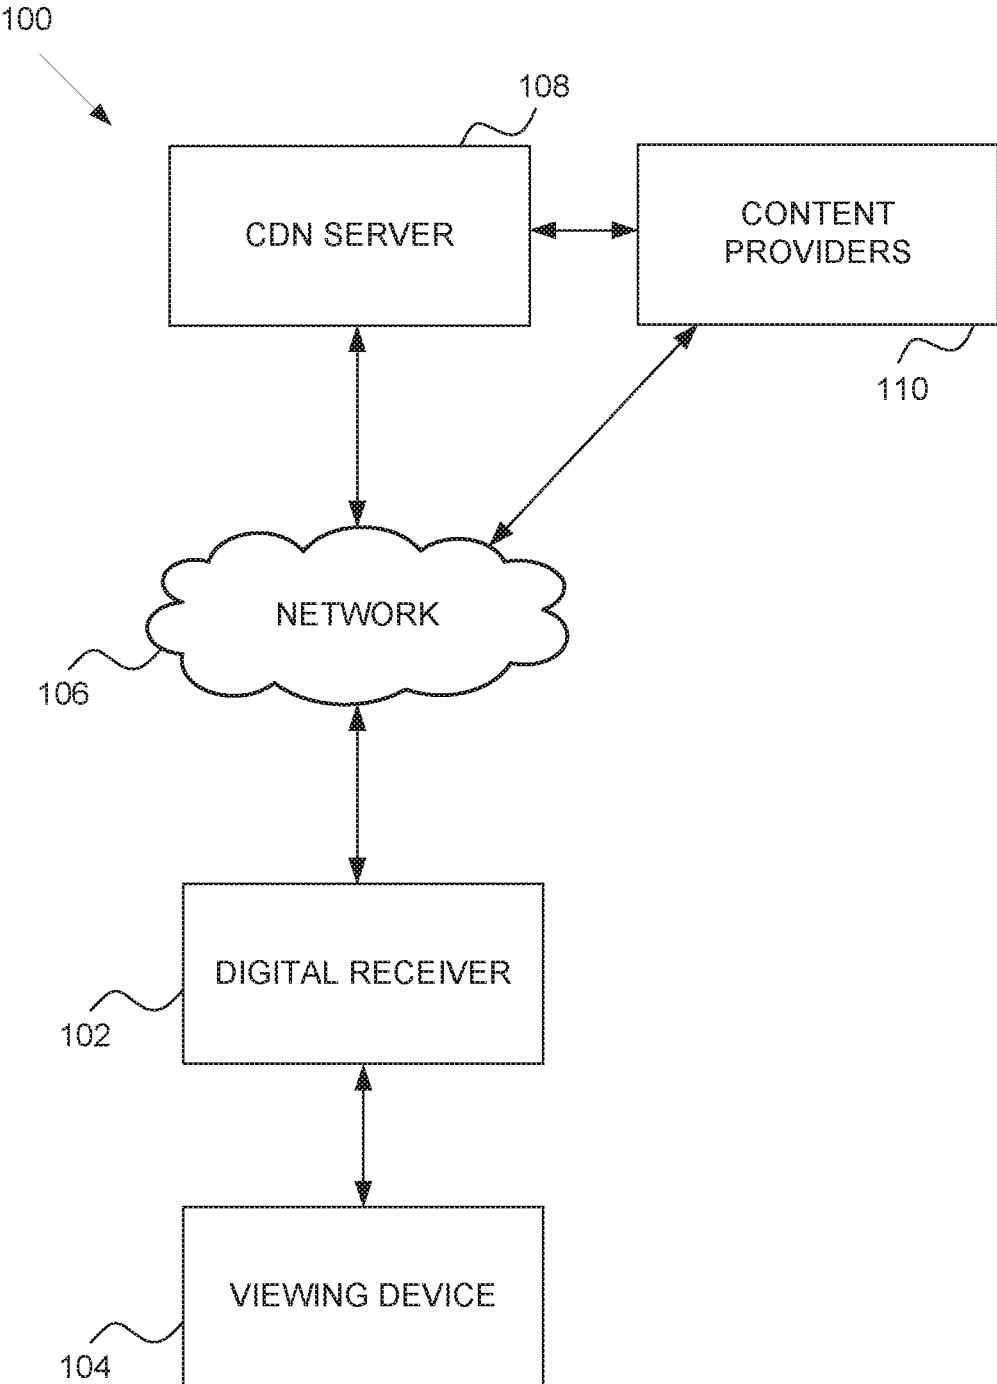 100
108
CDN SERVER
CONTENT
PROVIDERS
110
NETWORK
106
DIGITAL RECEIVER
102
VIEWING DEVICE
104